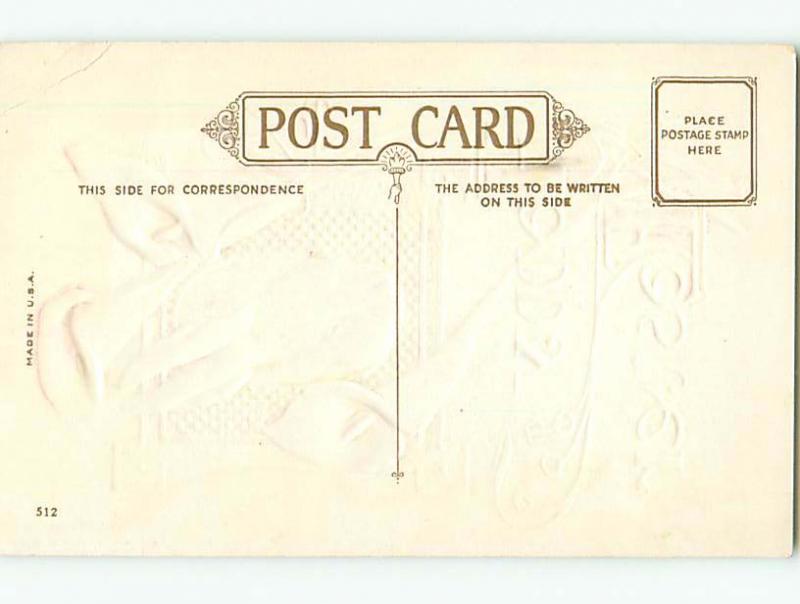 POST CARD
PLACE
POSTAGE STAMP
HERE
THIS SIDE FOR CORRESPONDENCE
THE ADDRESS TO BE WRITTEN
ON THIS SIDE
MADE IN U.S.A.
512